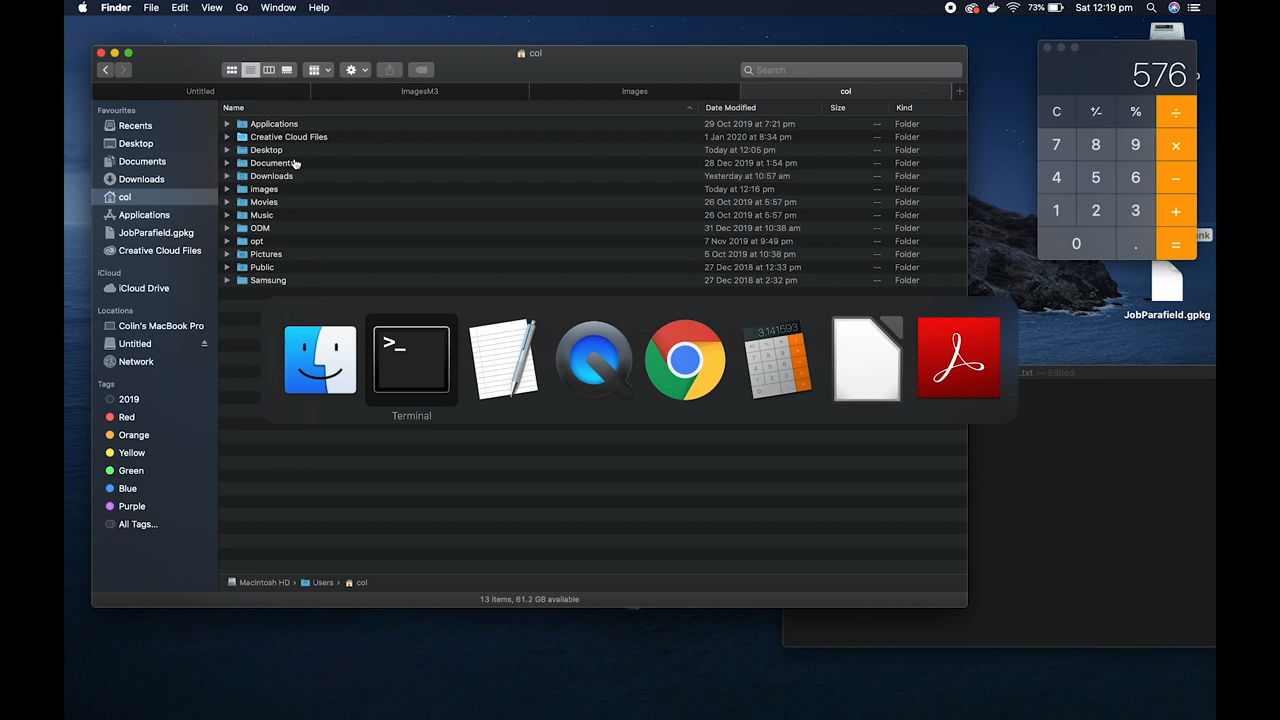 Finder File Edit View Go Window Help
73% Sat 12:19 pm
col
Search
Untitled ImagesM3 images col +
Favourites
Recents
Desktop
Documents
Downloads
col
Applications
JobParafield.gpkg
Creative Cloud Files
iCloud
iCloud Drive
Locations
Colin's MacBook Pro
Untitled
Network
Tags
2019
Red
Orange
Yellow
Green
Blue
Purple
All Tags...
Name Date Modified Size Kind
Applications 29 Oct 2019 at 7:21 pm -- Folder
Creative Cloud Files 1 Jan 2020 at 8:34 pm -- Folder
Desktop Today at 12:05 pm -- Folder
Documents 28 Dec 2019 at 1:54 pm -- Folder
Downloads Yesterday at 10:57 am -- Folder
images Today at 12:16 pm -- Folder
Movies 26 Oct 2019 at 5:57 pm -- Folder
Music 26 Oct 2019 at 5:57 pm -- Folder
ODM 31 Dec 2019 at 10:38 am -- Folder
opt 7 Nov 2019 at 9:49 pm -- Folder
Pictures 5 Oct 2019 at 10:38 pm -- Folder
Public 27 Dec 2018 at 12:33 pm -- Folder
Samsung 27 Dec 2018 at 2:32 pm -- Folder
>_
3.141593
Terminal
Macintosh HD › Users › col
13 items, 61.2 GB available
576
C +⁄- % ÷
7 8 9 ×
4 5 6 −
1 2 3 +
0 . =
JobParafield.gpkg
.txt — Edited